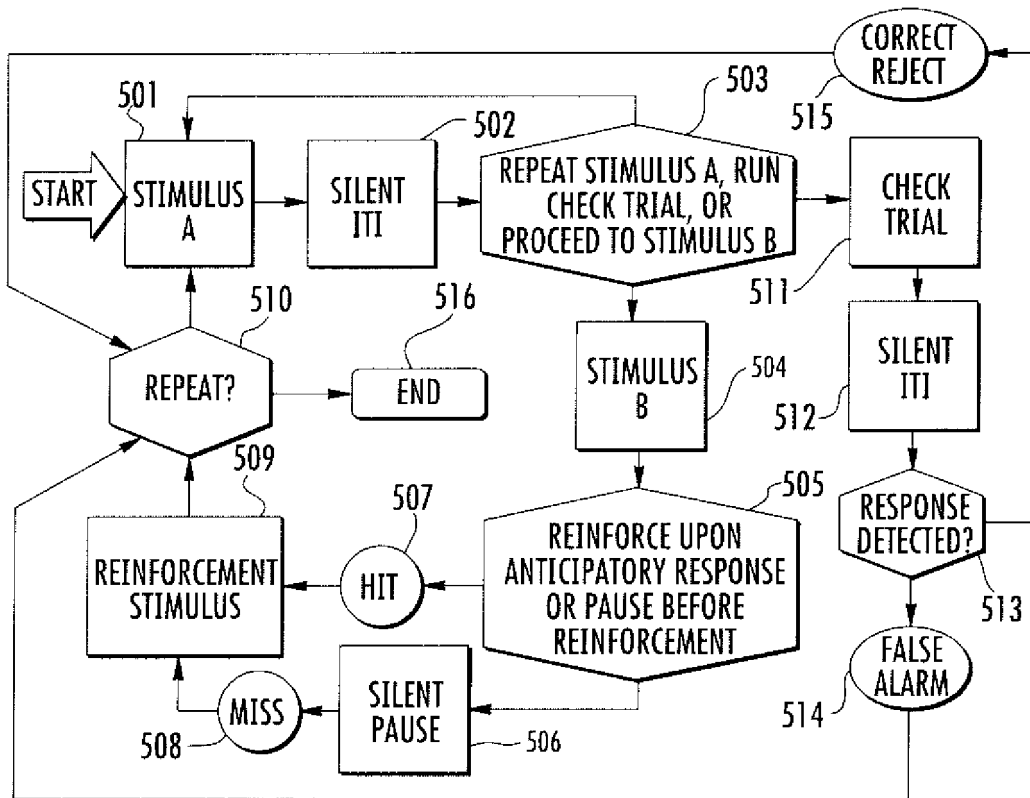 CORRECT
REJECT
515
501
502
503
START
STIMULUS
A
SILENT
ITI
REPEAT STIMULUS A, RUN
CHECK TRIAL, OR
PROCEED TO STIMULUS B
CHECK
TRIAL
511
510
516
REPEAT?
END
STIMULUS
B
504
SILENT
ITI
512
509
507
505
REINFORCEMENT
STIMULUS
HIT
REINFORCE UPON
ANTICIPATORY RESPONSE
OR PAUSE BEFORE
REINFORCEMENT
RESPONSE
DETECTED?
513
MISS
508
SILENT
PAUSE
506
FALSE
ALARM
514